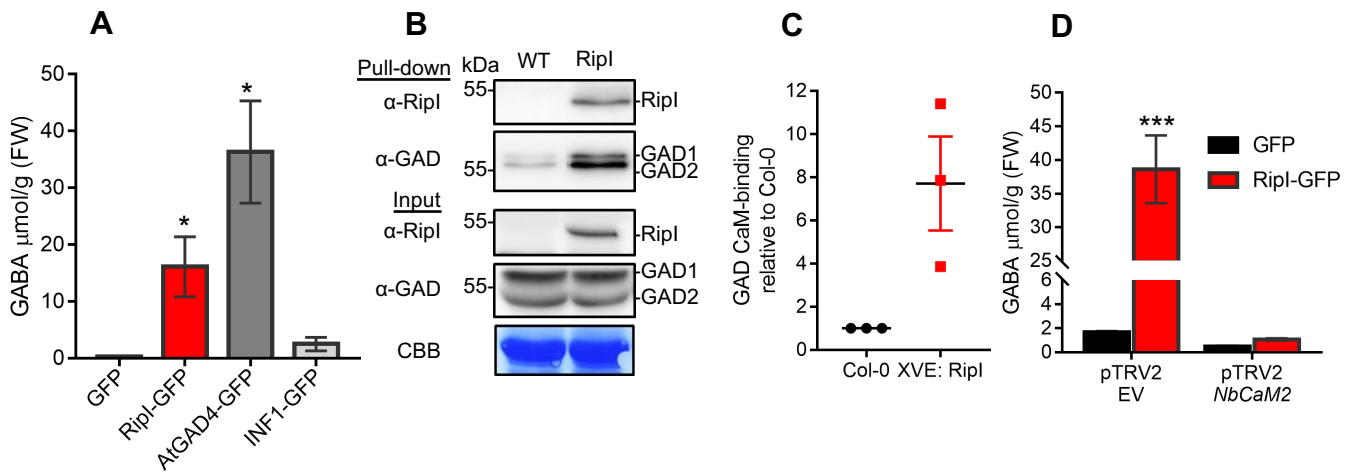 A
GABA µmol/g (FW)
50
40
30
20
10
0
*
*
GFP
RipI-GFP
AtGAD4-GFP
INF1-GFP
B
Pull-down
kDa
WT
RipI
α-RipI
55-
-RipI
α-GAD
55-
-GAD1
-GAD2
Input
α-RipI
55-
-RipI
α-GAD
55-
-GAD1
-GAD2
CBB
C
GAD CaM-binding
relative to Col-0
12
10
8
6
4
2
0
Col-0
XVE: RipI
D
GABA µmol/g (FW)
50
45
40
35
30
25
6
4
2
0
***
GFP
RipI-GFP
pTRV2
EV
pTRV2
NbCaM2